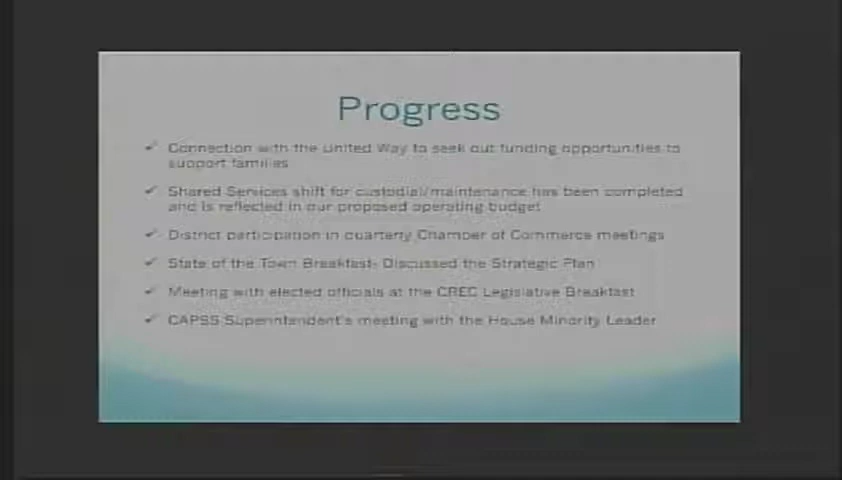 Progress
✓ Connection with the United Way to seek out funding opportunities to
support families
✓ Shared Services shift for custodial/maintenance has been completed
and is reflected in our proposed operating budget
✓ District participation in quarterly Chamber of Commerce meetings
✓ State of the Town Breakfast- Discussed the Strategic Plan
✓ Meeting with elected officials at the CREC Legislative Breakfast
✓ CAPSS Superintendent's meeting with the House Minority Leader